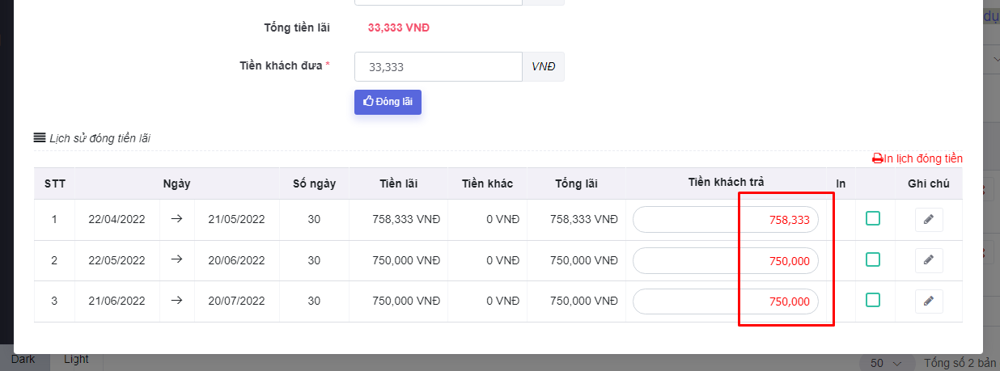 dụ
Tổng tiền lãi 33,333 VNĐ
Tiền khách đưa * 33,333 VNĐ
Đóng lãi
Lịch sử đóng tiền lãi
In lịch đóng tiền
STT Ngày Số ngày Tiền lãi Tiền khác Tổng lãi Tiền khách trả In Ghi chú
1 22/04/2022 → 21/05/2022 30 758,333 VNĐ 0 VNĐ 758,333 VNĐ 758,333
2 22/05/2022 → 20/06/2022 30 750,000 VNĐ 0 VNĐ 750,000 VNĐ 750,000
3 21/06/2022 → 20/07/2022 30 750,000 VNĐ 0 VNĐ 750,000 VNĐ 750,000
Dark Light 50 Tổng số 2 bản